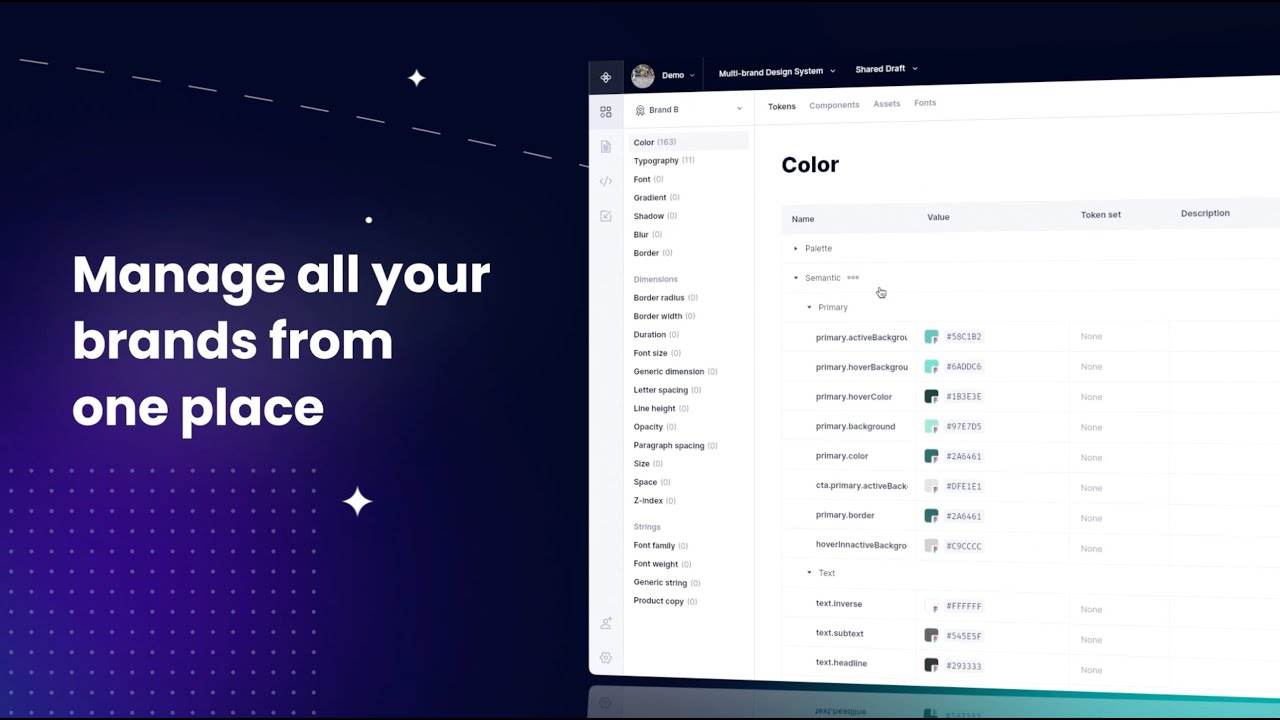 Manage all your
brands from
one place
Demo
Multi-brand Design System
Shared Draft
Brand B
Tokens Components Assets Fonts
Color (163)
Typography (11)
Font (0)
Gradient (0)
Shadow (0)
Blur (0)
Border (0)
Dimensions
Border radius (0)
Border width (0)
Duration (0)
Font size (0)
Generic dimension (0)
Letter spacing (0)
Line height (0)
Opacity (0)
Paragraph spacing (0)
Size (0)
Space (0)
Z-index (0)
Strings
Font family (0)
Font weight (0)
Generic string (0)
Product copy (0)
Color
Name Value Token set Description
Palette
Semantic
Primary
primary.activeBackgrou #58C1B2 None
primary.hoverBackgrou #6ADDC6 None
primary.hoverColor #1B3E3E None
primary.background #97E7D5 None
primary.color #2A6461 None
cta.primary.activeBack #DFE1E1 None
primary.border #2A6461 None
hoverInnactiveBackgro #C9CCCC None
Text
text.inverse #FFFFFF None
text.subtext #545E5F None
text.headline #293333 None